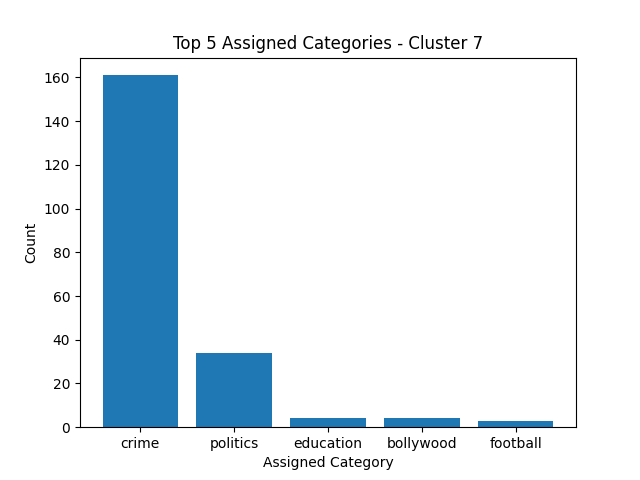 Top 5 Assigned Categories - Cluster 7
160
140
120
100
80
60
40
20
0
Count
crime politics education bollywood football
Assigned Category